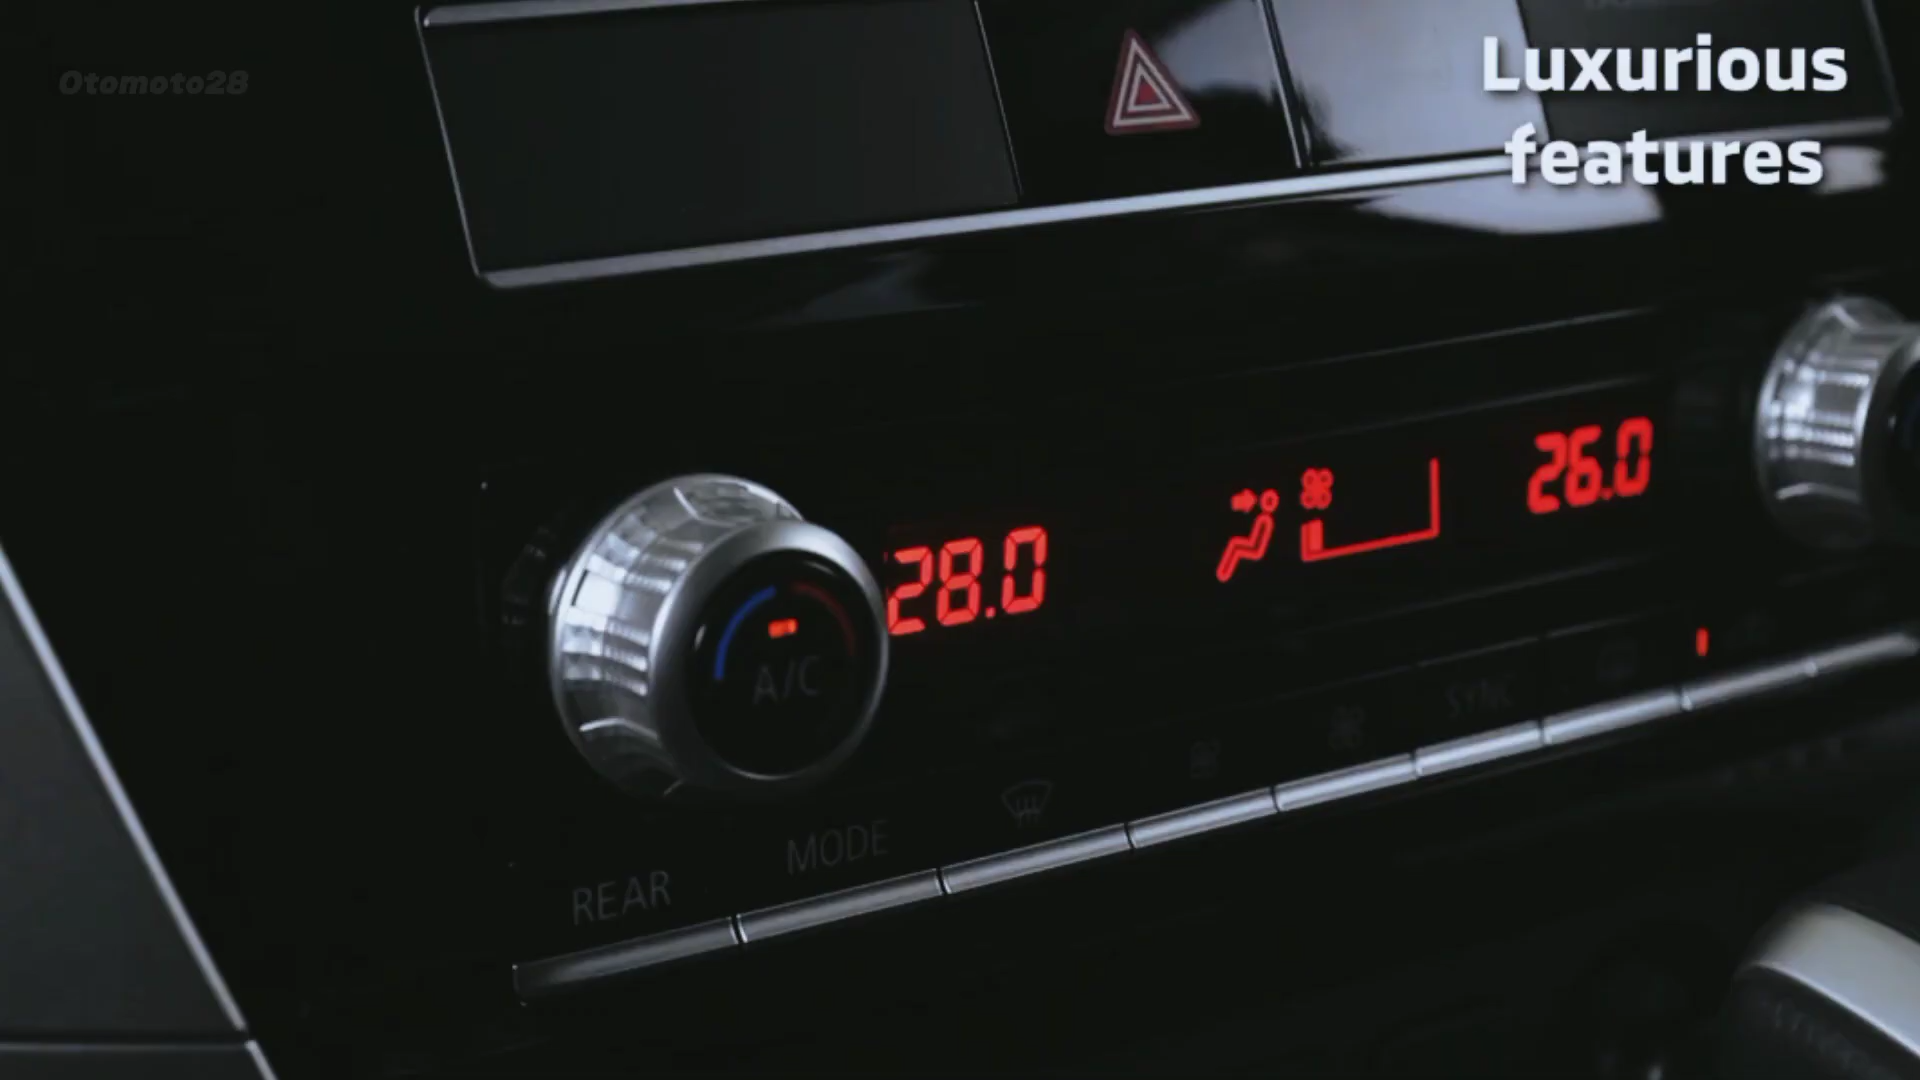 Otomoto28
Luxurious
features
28.0
26.0
A/C
SYNC
MODE
REAR